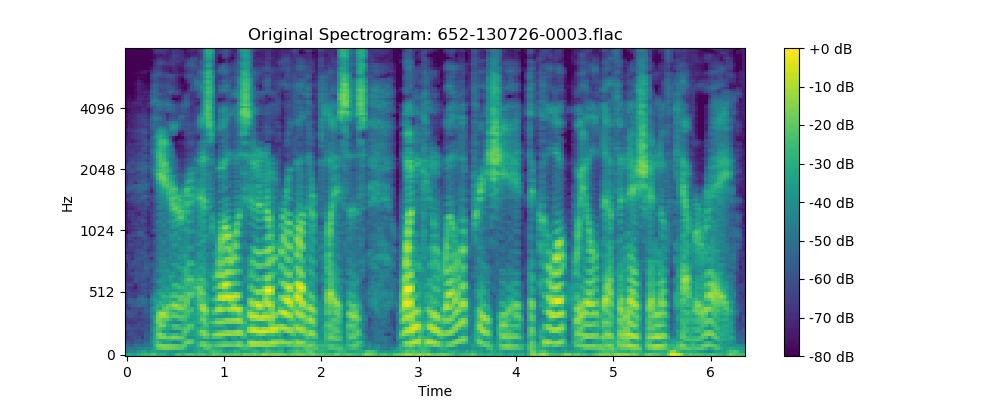 Original Spectrogram: 652-130726-0003.flac
Hz
4096
2048
1024
512
0
0 1 2 3 4 5 6
Time
+0 dB
-10 dB
-20 dB
-30 dB
-40 dB
-50 dB
-60 dB
-70 dB
-80 dB